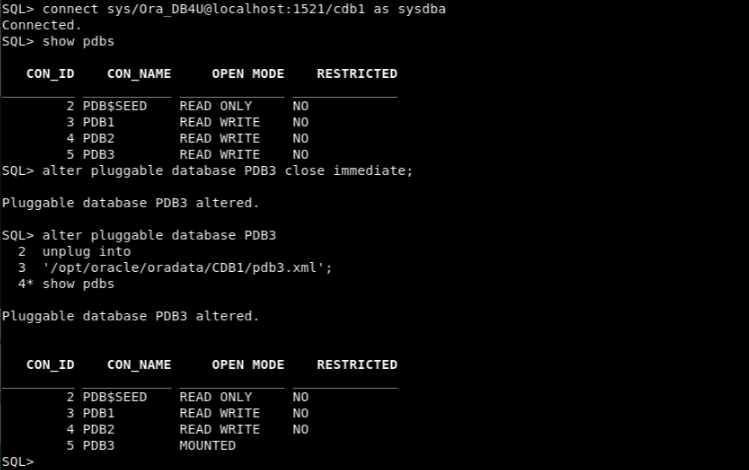 SQL> connect sys/Ora_DB4U@localhost:1521/cdb1 as sysdba
Connected.
SQL> show pdbs
CON_ID CON_NAME OPEN MODE RESTRICTED
2 PDB$SEED READ ONLY NO
3 PDB1 READ WRITE NO
4 PDB2 READ WRITE NO
5 PDB3 READ WRITE NO
SQL> alter pluggable database PDB3 close immediate;
Pluggable database PDB3 altered.
SQL> alter pluggable database PDB3
2 unplug into
3 '/opt/oracle/oradata/CDB1/pdb3.xml';
4* show pdbs
Pluggable database PDB3 altered.
CON_ID CON_NAME OPEN MODE RESTRICTED
2 PDB$SEED READ ONLY NO
3 PDB1 READ WRITE NO
4 PDB2 READ WRITE NO
5 PDB3 MOUNTED
SQL>